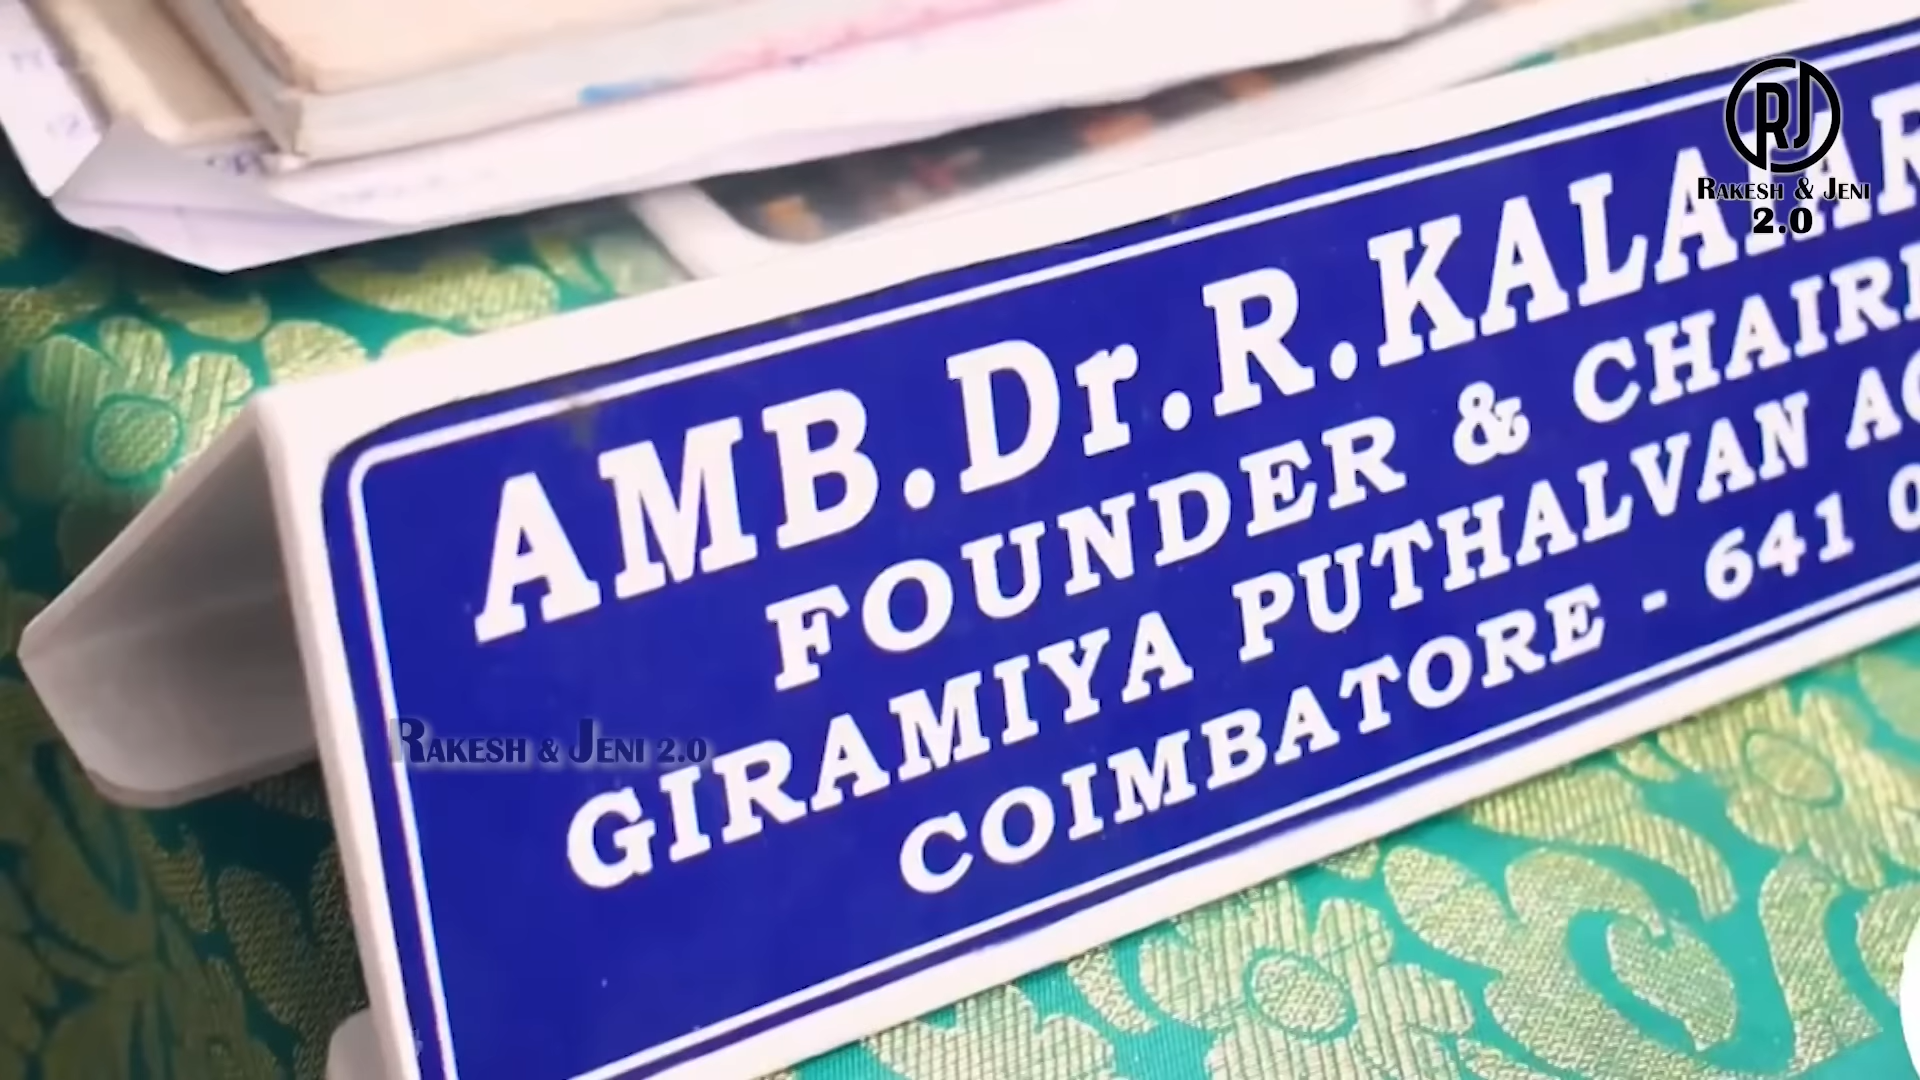 AMB.Dr.R.KALA
FOUNDER & CHAIR
GIRAMIYA PUTHALVAN
COIMBATORE - 641 0
RJ
RAKESH & JENI
2.0
RAKESH & JENI 2.0